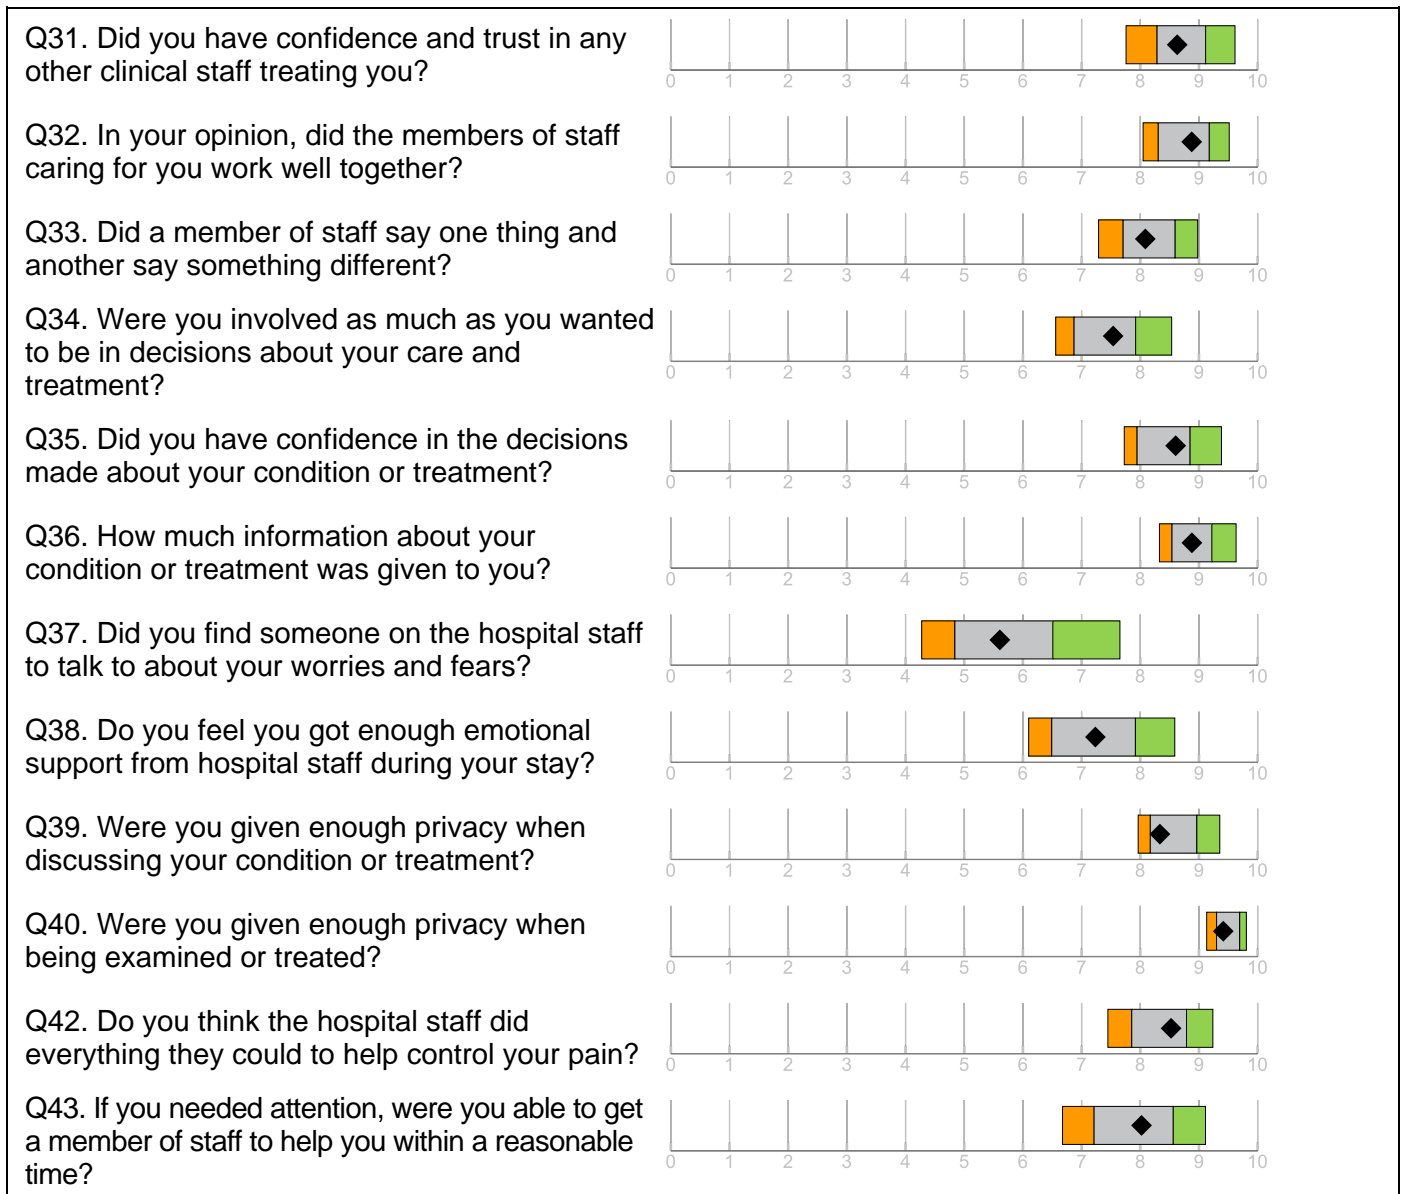 Q31. Did you have confidence and trust in any
other clinical staff treating you?
0 1 2 3 4 5 6 7 8 9 10
Q32. In your opinion, did the members of staff
caring for you work well together?
0 1 2 3 4 5 6 7 8 9 10
Q33. Did a member of staff say one thing and
another say something different?
0 1 2 3 4 5 6 7 8 9 10
Q34. Were you involved as much as you wanted
to be in decisions about your care and
treatment?
0 1 2 3 4 5 6 7 8 9 10
Q35. Did you have confidence in the decisions
made about your condition or treatment?
0 1 2 3 4 5 6 7 8 9 10
Q36. How much information about your
condition or treatment was given to you?
0 1 2 3 4 5 6 7 8 9 10
Q37. Did you find someone on the hospital staff
to talk to about your worries and fears?
0 1 2 3 4 5 6 7 8 9 10
Q38. Do you feel you got enough emotional
support from hospital staff during your stay?
0 1 2 3 4 5 6 7 8 9 10
Q39. Were you given enough privacy when
discussing your condition or treatment?
0 1 2 3 4 5 6 7 8 9 10
Q40. Were you given enough privacy when
being examined or treated?
0 1 2 3 4 5 6 7 8 9 10
Q42. Do you think the hospital staff did
everything they could to help control your pain?
0 1 2 3 4 5 6 7 8 9 10
Q43. If you needed attention, were you able to get
a member of staff to help you within a reasonable
time?
0 1 2 3 4 5 6 7 8 9 10